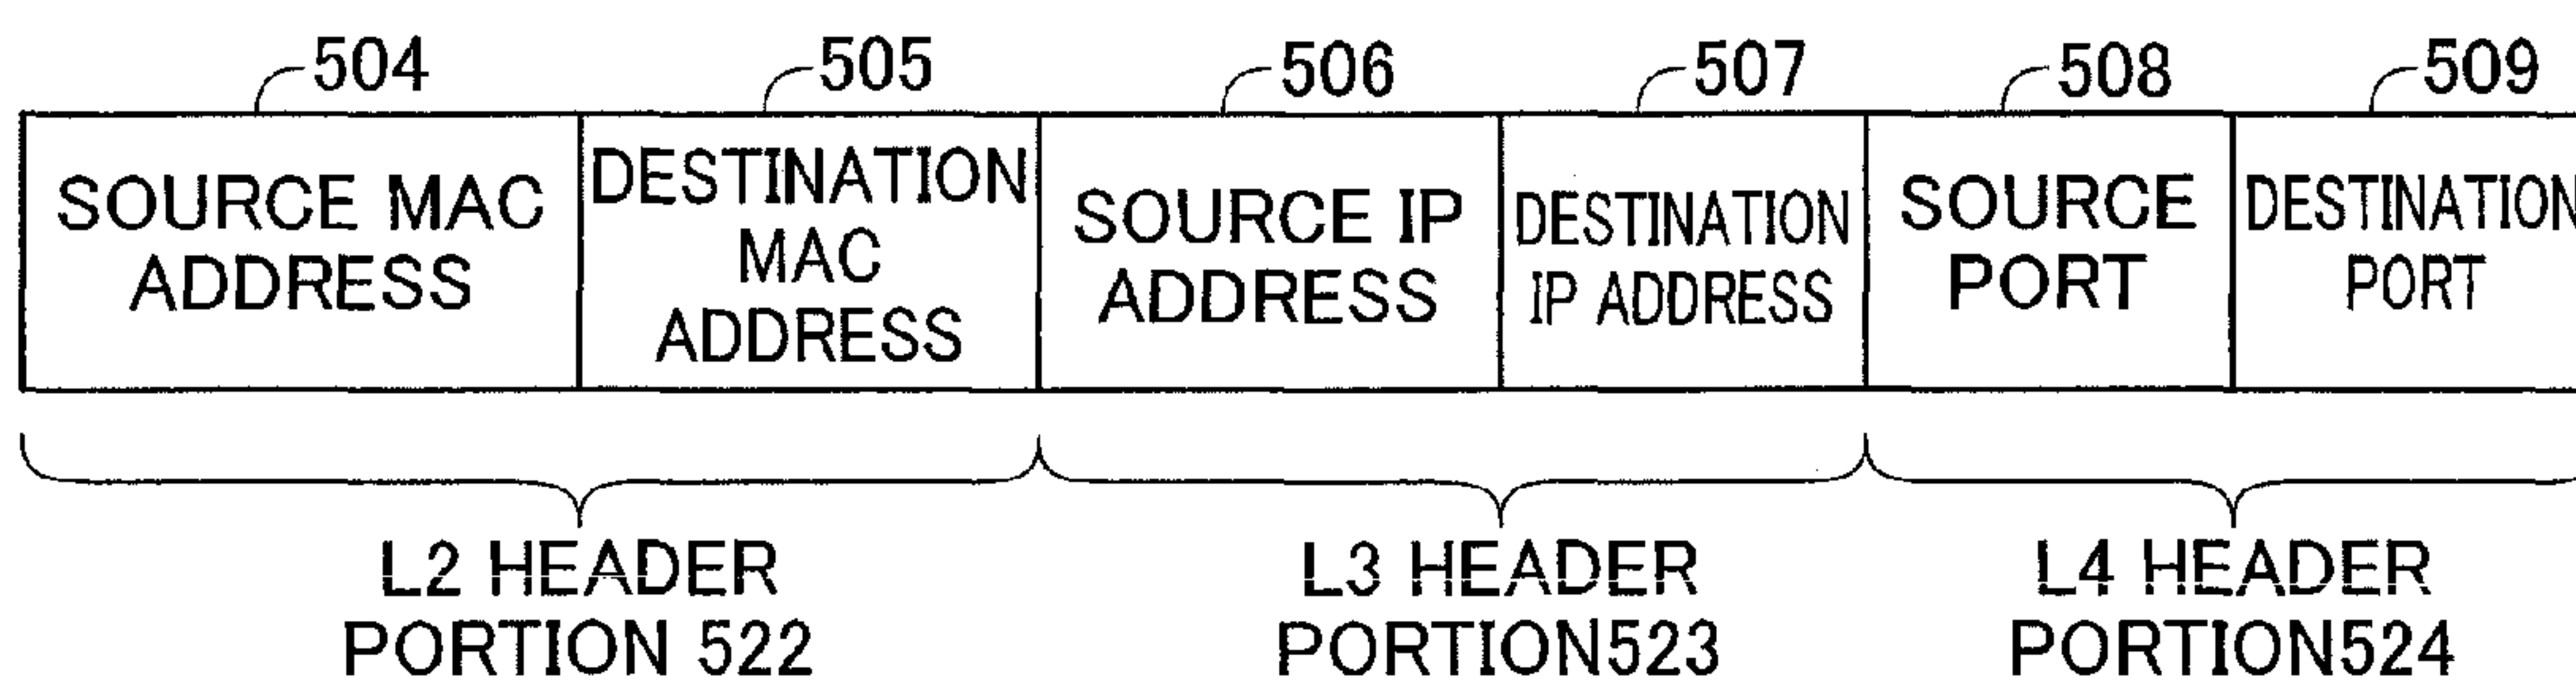 504
505
506
507
508
509
SOURCE MAC
ADDRESS
DESTINATION
MAC
ADDRESS
SOURCE IP
ADDRESS
DESTINATION
IP ADDRESS
SOURCE
PORT
DESTINATION
PORT
L2 HEADER
PORTION 522
L3 HEADER
PORTION523
L4 HEADER
PORTION524